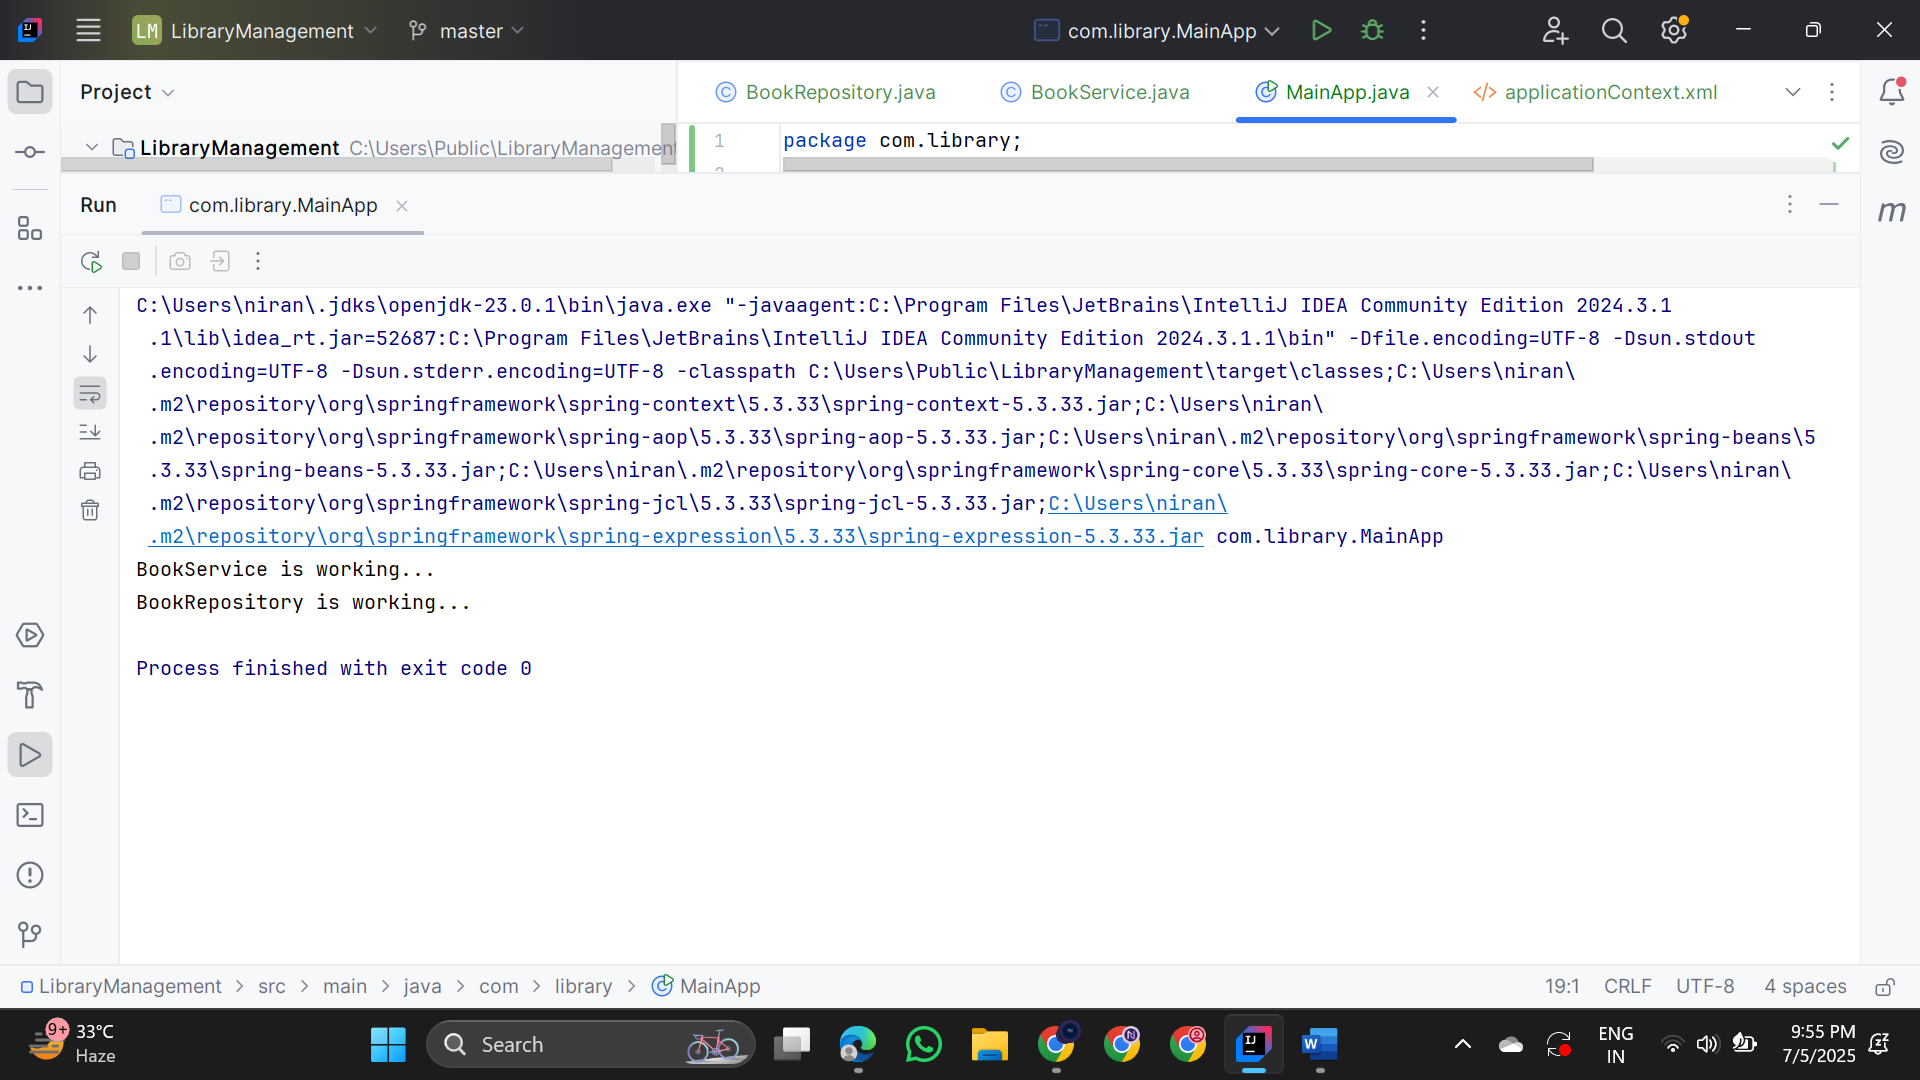 LM LibraryManagement master com.library.MainApp
Project
BookRepository.java BookService.java MainApp.java applicationContext.xml
LibraryManagement C:\Users\Public\LibraryManagement
1 package com.library;
Run com.library.MainApp
C:\Users\niran\.jdks\openjdk-23.0.1\bin\java.exe "-javaagent:C:\Program Files\JetBrains\IntelliJ IDEA Community Edition 2024.3.1
.1\lib\idea_rt.jar=52687:C:\Program Files\JetBrains\IntelliJ IDEA Community Edition 2024.3.1.1\bin" -Dfile.encoding=UTF-8 -Dsun.stdout
.encoding=UTF-8 -Dsun.stderr.encoding=UTF-8 -classpath C:\Users\Public\LibraryManagement\target\classes;C:\Users\niran\
.m2\repository\org\springframework\spring-context\5.3.33\spring-context-5.3.33.jar;C:\Users\niran\
.m2\repository\org\springframework\spring-aop\5.3.33\spring-aop-5.3.33.jar;C:\Users\niran\.m2\repository\org\springframework\spring-beans\5
.3.33\spring-beans-5.3.33.jar;C:\Users\niran\.m2\repository\org\springframework\spring-core\5.3.33\spring-core-5.3.33.jar;C:\Users\niran\
.m2\repository\org\springframework\spring-jcl\5.3.33\spring-jcl-5.3.33.jar;C:\Users\niran\
.m2\repository\org\springframework\spring-expression\5.3.33\spring-expression-5.3.33.jar com.library.MainApp
BookService is working...
BookRepository is working...
Process finished with exit code 0
LibraryManagement > src > main > java > com > library > MainApp 19:1 CRLF UTF-8 4 spaces
9+ 33°C
Haze
Search
ENG
IN
9:55 PM
7/5/2025